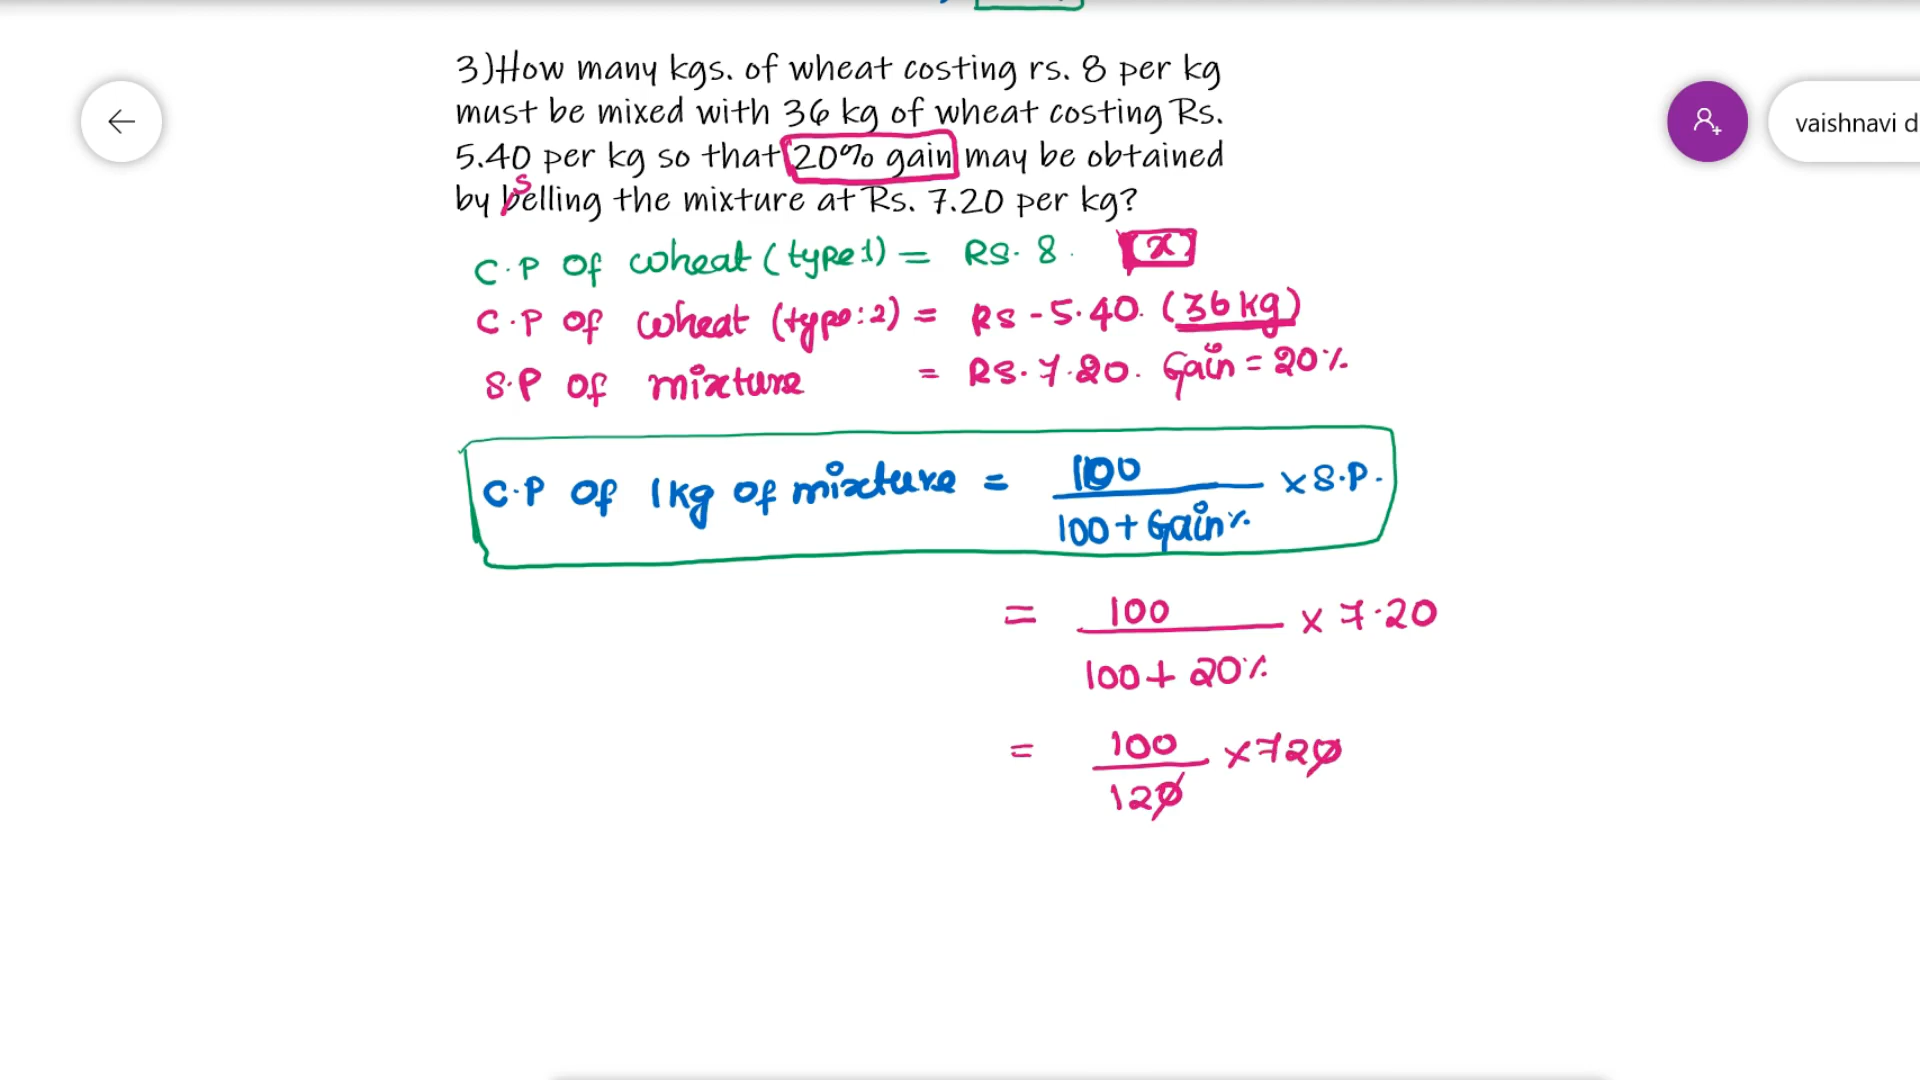 3)How many kgs. of wheat costing rs. 8 per kg
must be mixed with 36 kg of wheat costing Rs.
5.40 per kg so that 20% gain may be obtained
by selling the mixture at Rs. 7.20 per kg?
C.P of wheat (type 1) = RS. 8. (x)
C.P of wheat (type:2) = RS - 5.40. (36 kg)
S.P of mixture = RS. 7.20. Gain = 20%
C.P of 1kg of mixture = 100 / 100 + Gain% × S.P.
= 100 / 100 + 20% × 7.20
= 100 / 120 × 720
vaishnavi d